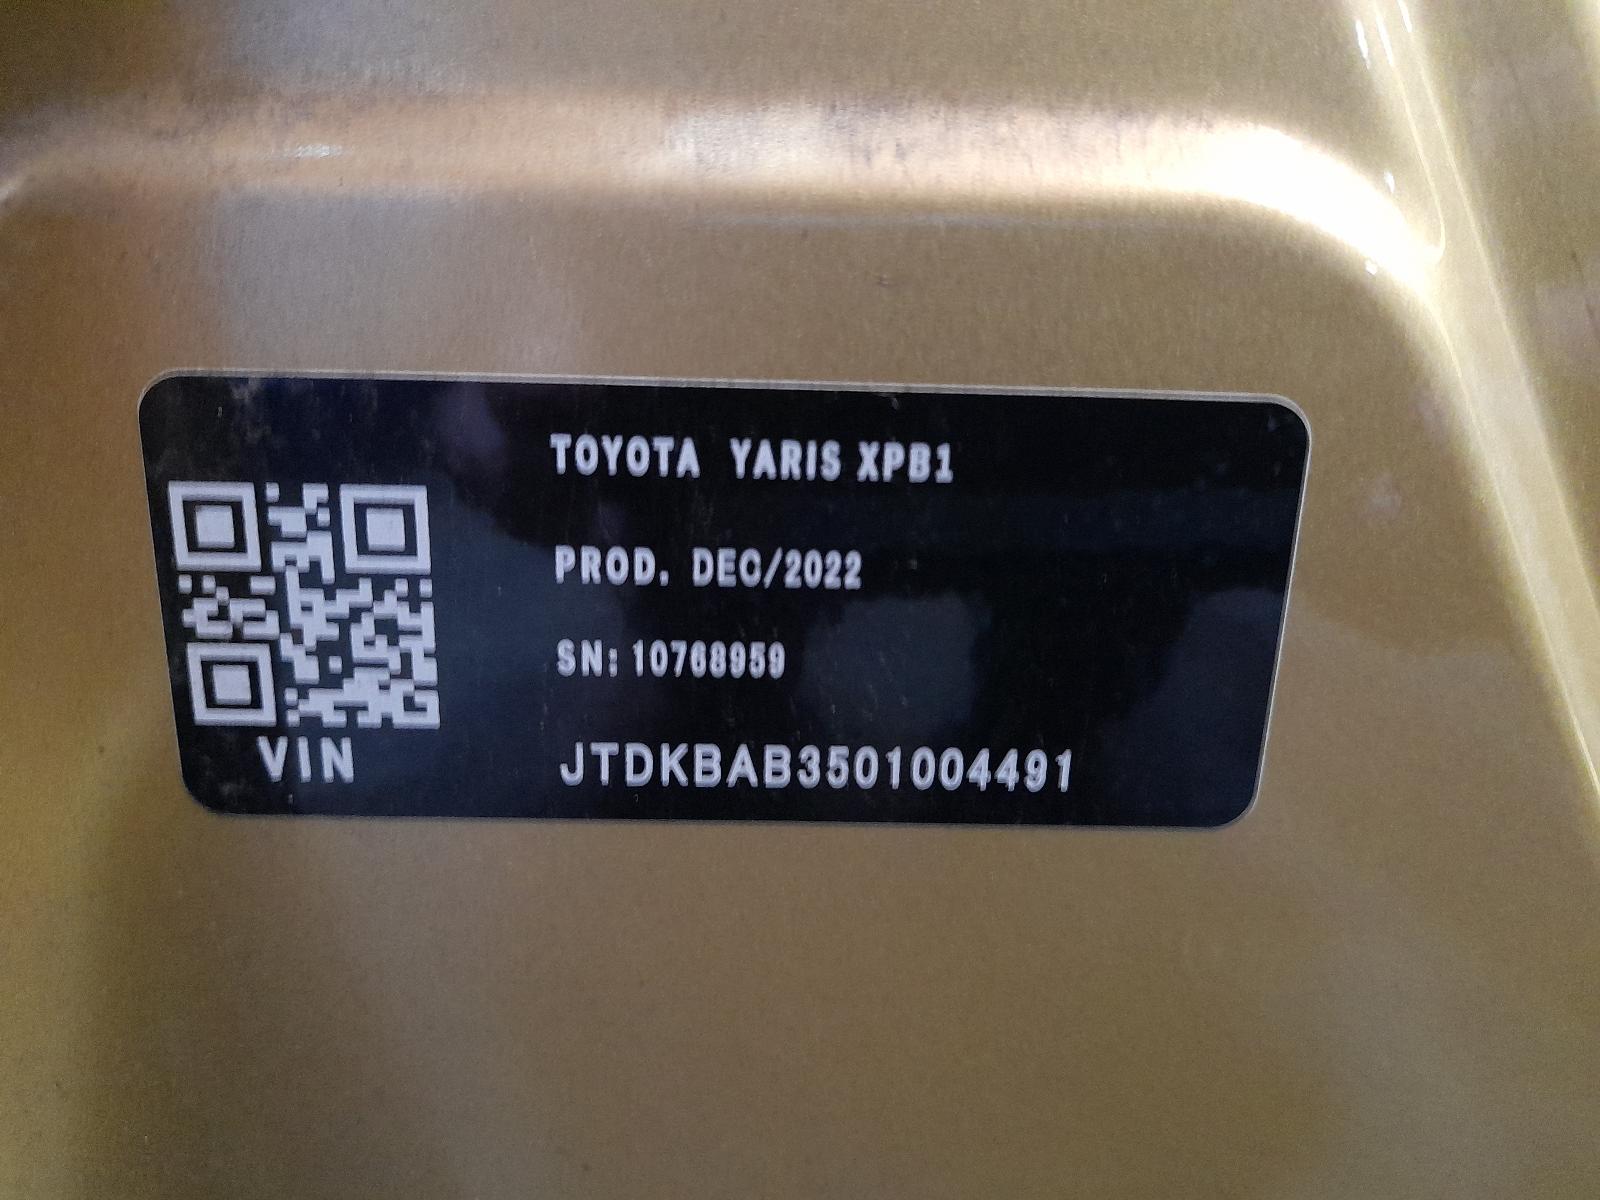 TOYOTA YARIS XPB1
PROD. DEC/2022
SN: 10768959
VIN JTDKBAB3501004491